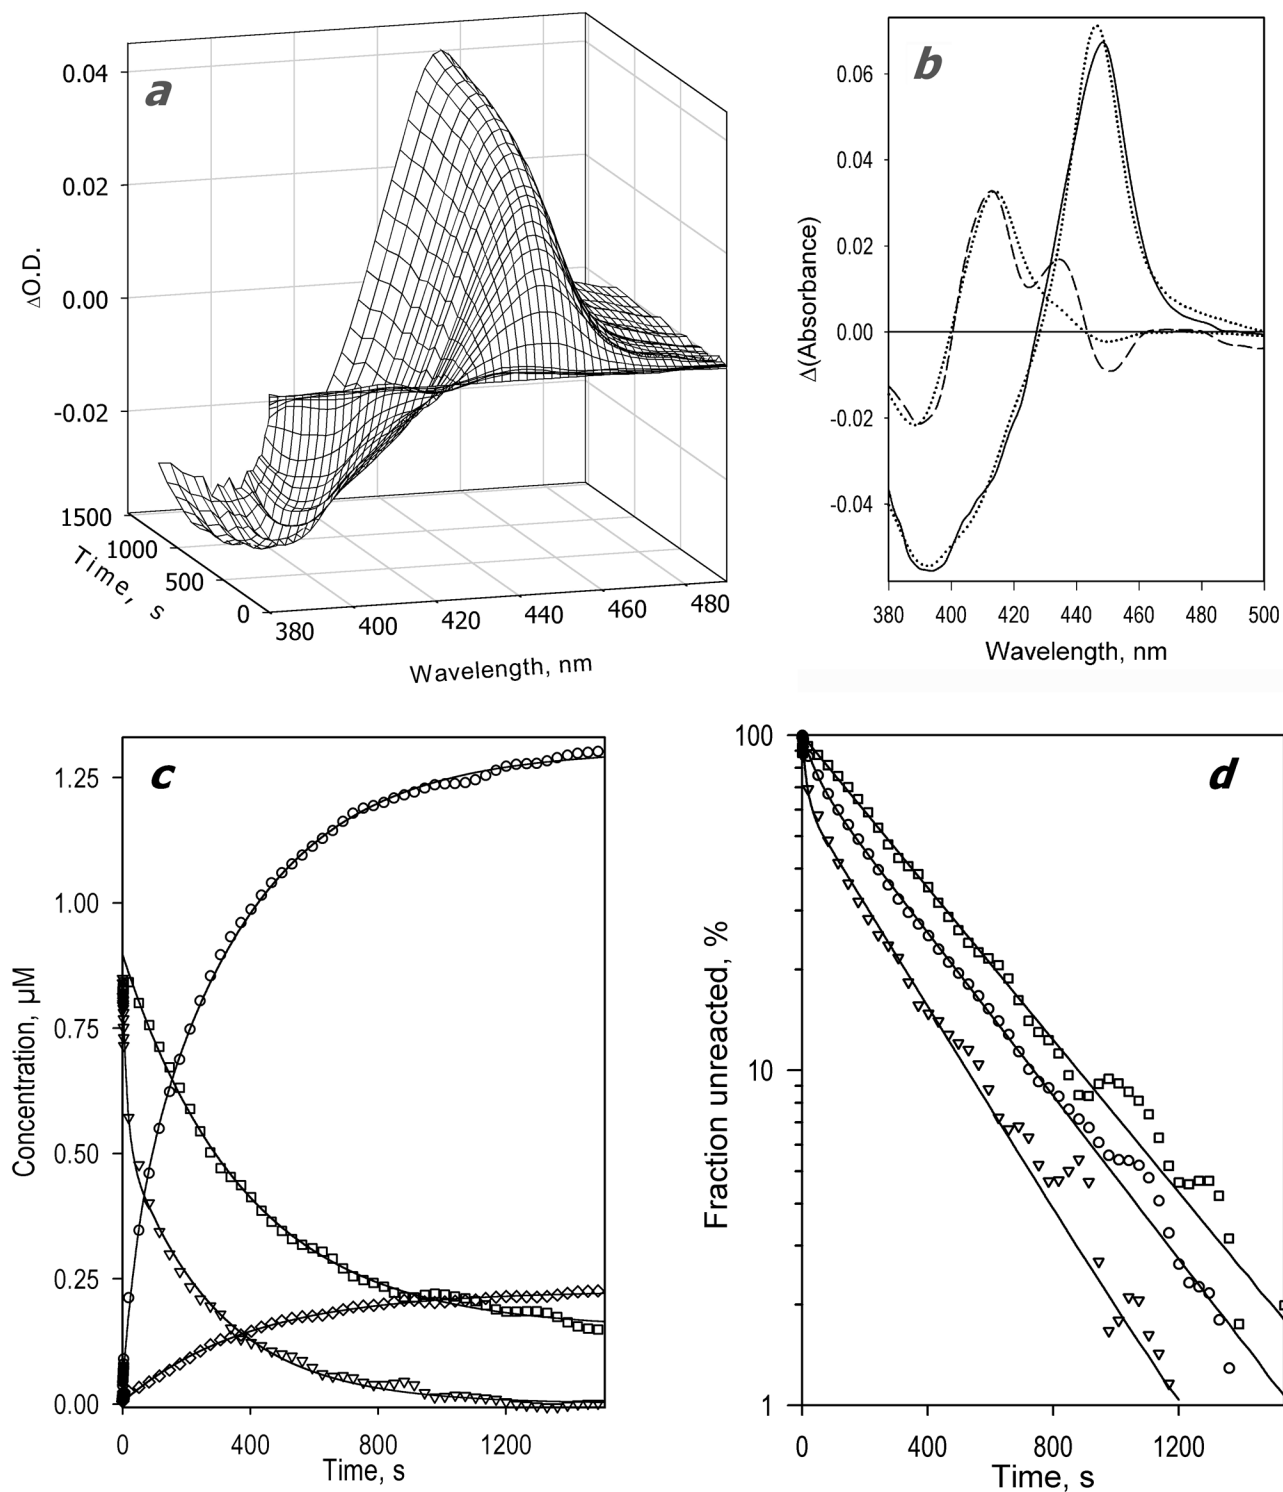 a
0.04
0.02
0.00
-0.02
ΔO.D.
1500
1000
500
0
Time, s
380
400
420
440
460
480
Wavelength, nm
b
0.06
0.04
0.02
0.00
-0.02
-0.04
Δ(Absorbance)
380 400 420 440 460 480 500
Wavelength, nm
c
1.25
1.00
0.75
0.50
0.25
0.00
Concentration, µM
0 400 800 1200
Time, s
d
100
10
1
Fraction unreacted, %
0 400 800 1200
Time, s